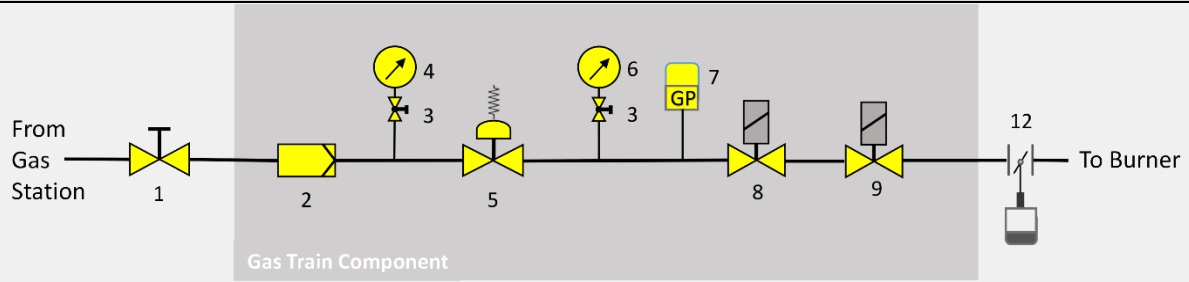 From
Gas
Station
1
2
4
3
5
6
3
7
GP
8
9
12
To Burner
Gas Train Component